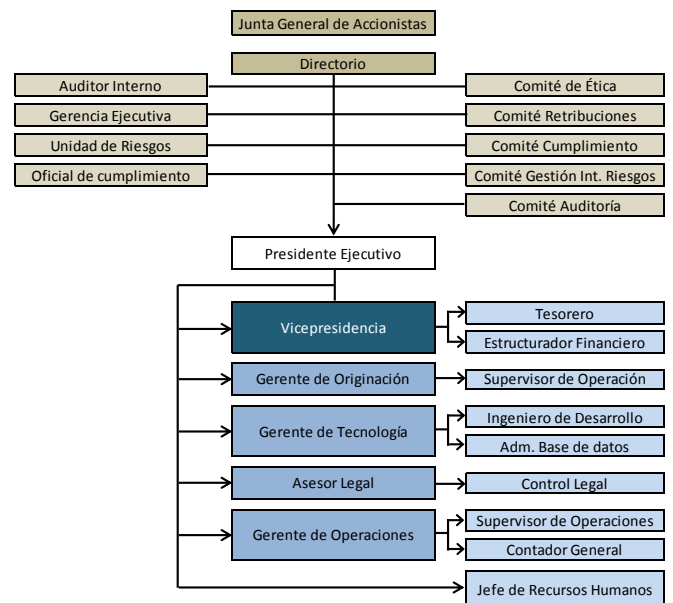 Junta General de Accionistas
Directorio
Auditor Interno
Comité de Ética
Gerencia Ejecutiva
Comité Retribuciones
Unidad de Riesgos
Comité Cumplimiento
Oficial de cumplimiento
Comité Gestión Int. Riesgos
Comité Auditoría
Presidente Ejecutivo
Vicepresidencia
Tesorero
Estructurador Financiero
Gerente de Originación
Supervisor de Operación
Gerente de Tecnología
Ingeniero de Desarrollo
Adm. Base de datos
Asesor Legal
Control Legal
Gerente de Operaciones
Supervisor de Operaciones
Contador General
Jefe de Recursos Humanos